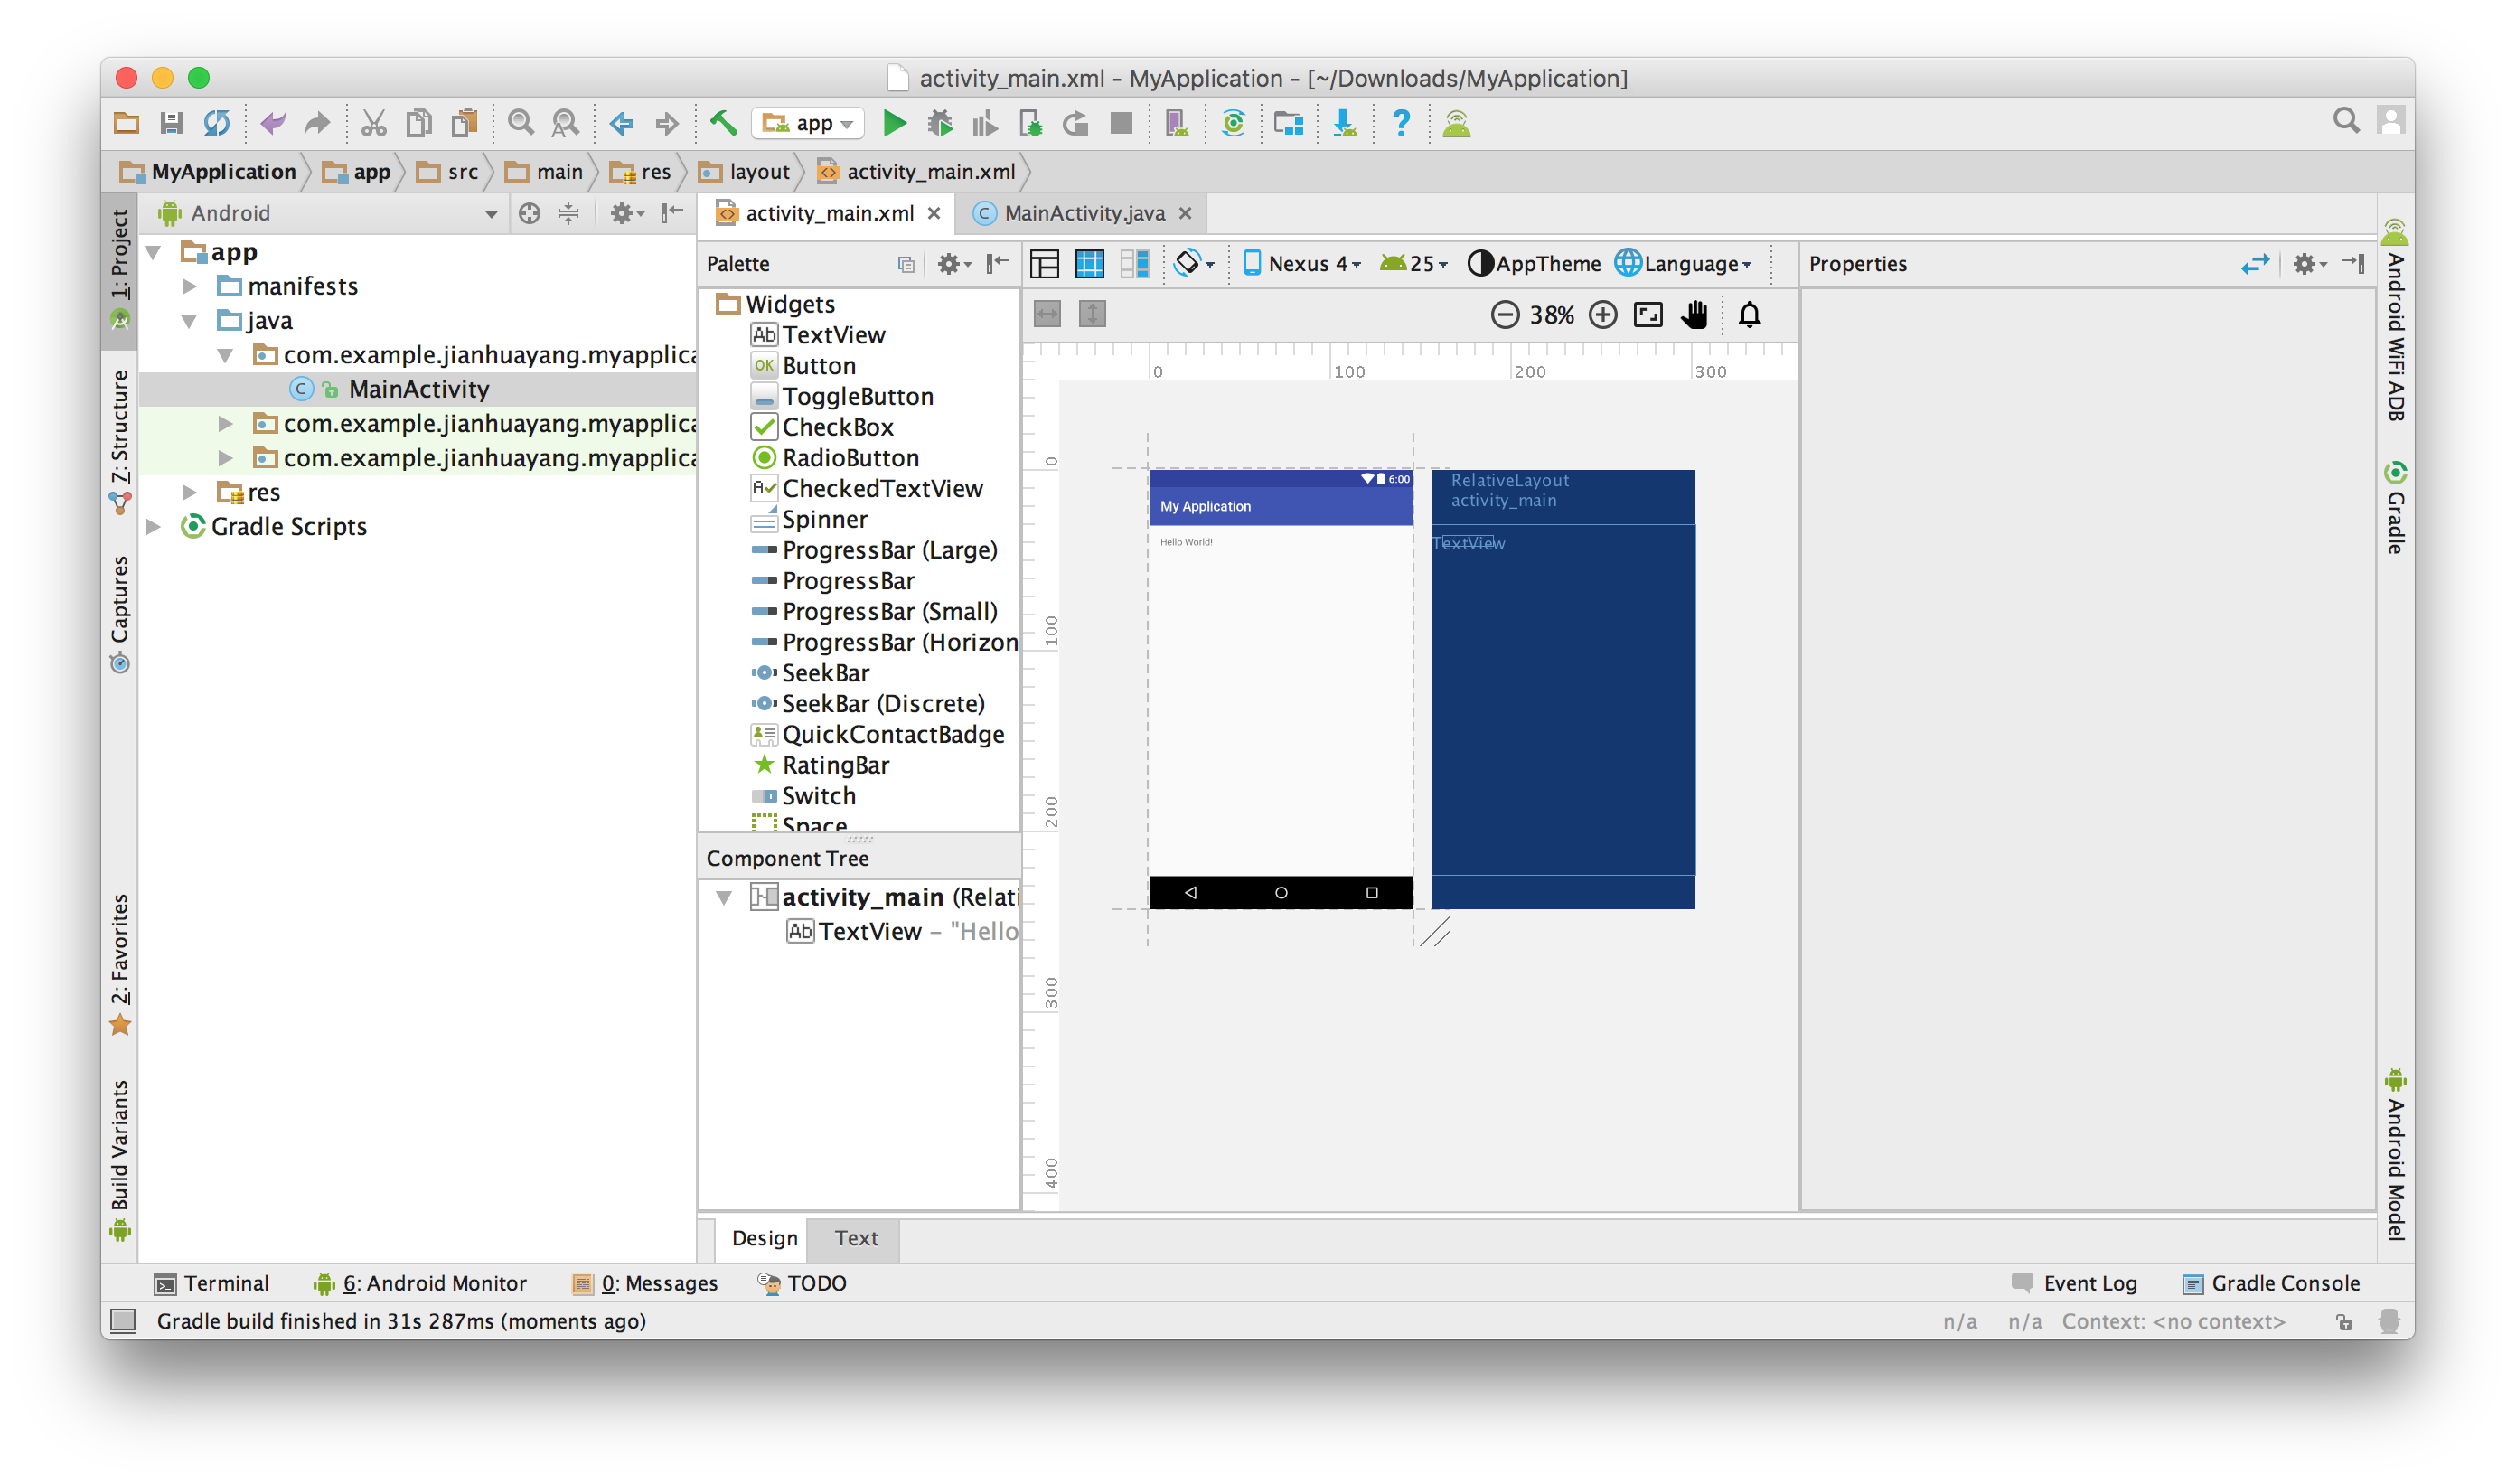 activity_main.xml - MyApplication - [~/Downloads/MyApplication]
app
MyApplication app src main res layout activity_main.xml
1: Project
7: Structure
Captures
2: Favorites
Build Variants
Android
app
manifests
java
com.example.jianhuayang.myapplica
MainActivity
com.example.jianhuayang.myapplica
com.example.jianhuayang.myapplica
res
Gradle Scripts
activity_main.xml
MainActivity.java
Palette
Widgets
TextView
Button
ToggleButton
CheckBox
RadioButton
CheckedTextView
Spinner
ProgressBar (Large)
ProgressBar
ProgressBar (Small)
ProgressBar (Horizon
SeekBar
SeekBar (Discrete)
QuickContactBadge
RatingBar
Switch
Space
Component Tree
activity_main (Relati
TextView – "Hello
Nexus 4 25 AppTheme Language
38%
0 100 200 300
0
100
200
300
400
6:00
My Application
Hello World!
RelativeLayout
activity_main
TextView
Properties
Android WiFi ADB
Gradle
Android Model
Design Text
Terminal 6: Android Monitor 0: Messages TODO Event Log Gradle Console
Gradle build finished in 31s 287ms (moments ago) n/a n/a Context: <no context>